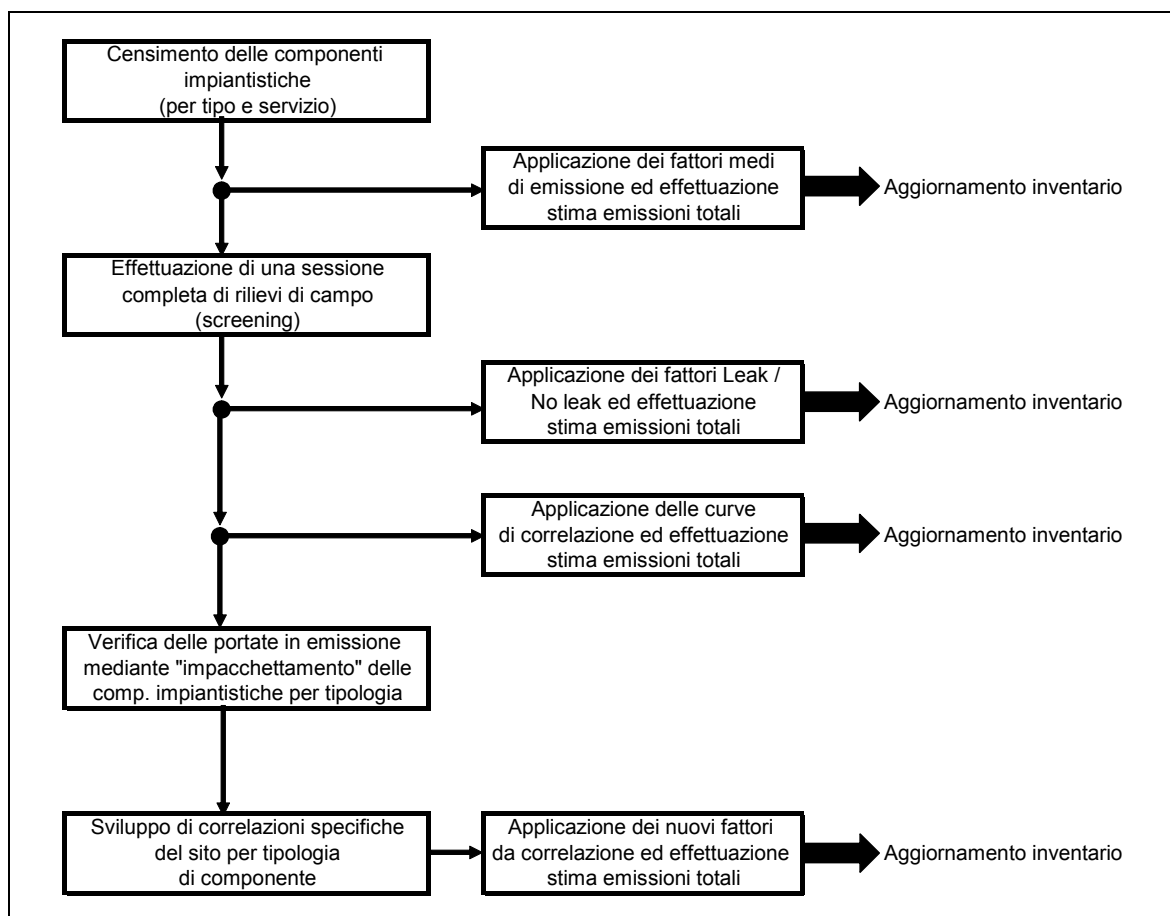 Censimento delle componenti
impiantistiche
(per tipo e servizio)
Applicazione dei fattori medi
di emissione ed effettuazione
stima emissioni totali
Aggiornamento inventario
Effettuazione di una sessione
completa di rilievi di campo
(screening)
Applicazione dei fattori Leak /
No leak ed effettuazione
stima emissioni totali
Aggiornamento inventario
Applicazione delle curve
di correlazione ed effettuazione
stima emissioni totali
Aggiornamento inventario
Verifica delle portate in emissione
mediante "impacchettamento" delle
comp. impiantistiche per tipologia
Sviluppo di correlazioni specifiche
del sito per tipologia
di componente
Applicazione dei nuovi fattori
da correlazione ed effettuazione
stima emissioni totali
Aggiornamento inventario